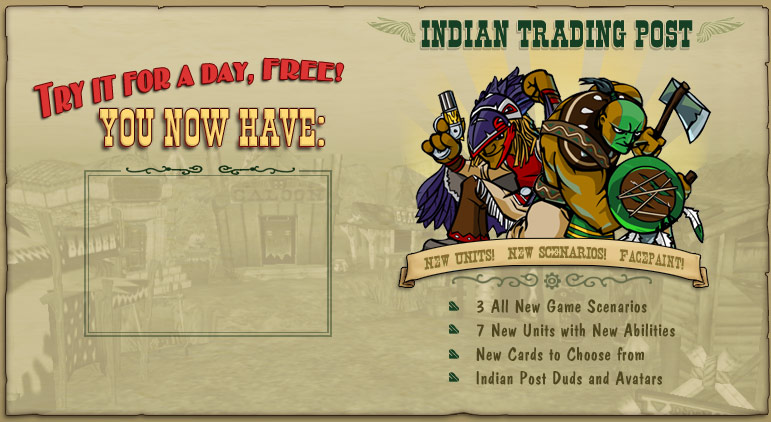 INDIAN TRADING POST
TRY IT FOR A DAY, FREE!
YOU NOW HAVE:
NEW UNITS! NEW SCENARIOS! FACEPAINT!
3 All New Game Scenarios
7 New Units with New Abilities
New Cards to Choose from
Indian Post Duds and Avatars